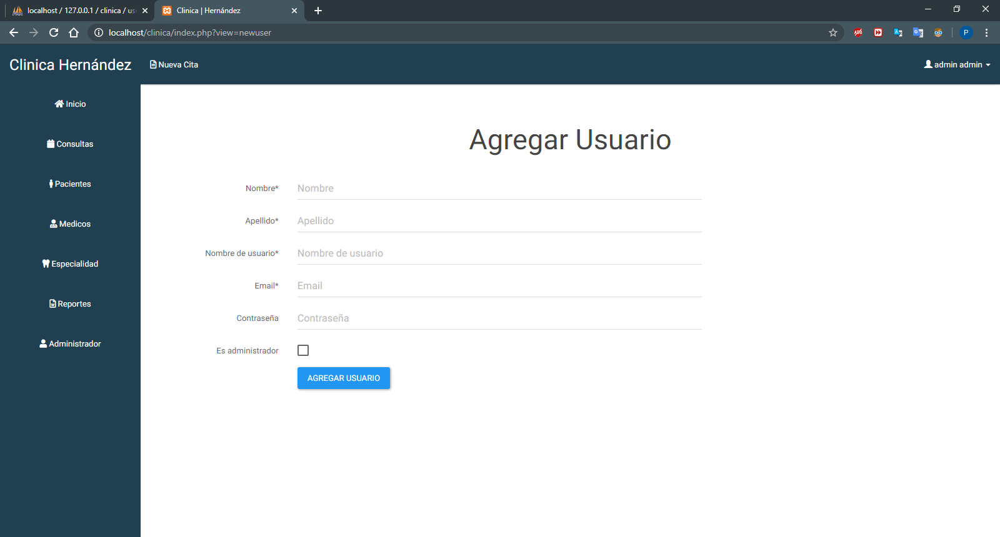 localhost / 127.0.0.1 / clinica / us
Clinica | Hernández
localhost/clinica/index.php?view=newuser
P
Clinica Hernández
Nueva Cita
admin admin
Inicio
Consultas
Pacientes
Medicos
Especialidad
Reportes
Administrador
Agregar Usuario
Nombre* Nombre
Apellido* Apellido
Nombre de usuario* Nombre de usuario
Email* Email
Contraseña Contraseña
Es administrador
AGREGAR USUARIO